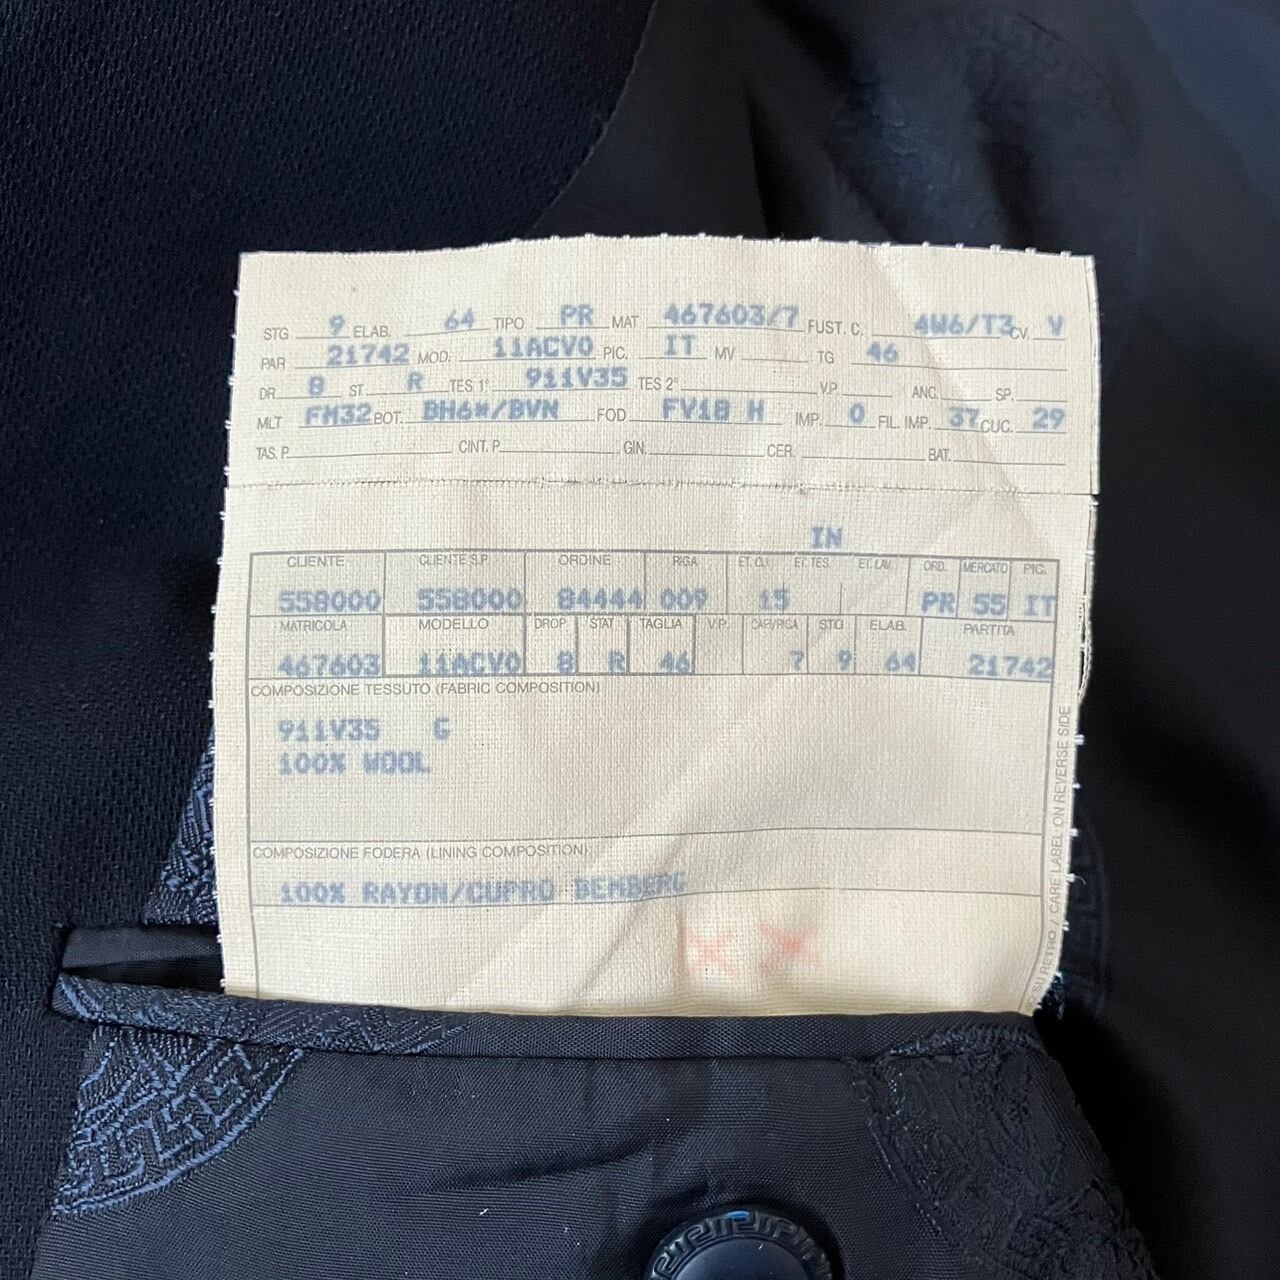 STG 9 ELAB. 64 TIPO PR MAT 467603/7 FUST. C. 4W6/T3 CV. V
PAR 21742 MOD. 11ACV0 PIC. IT MV TG 46
DR 8 ST R TES 1° 911V35 TES 2° V.P. ANC. SP.
MLT FM32 BOT. BH6*/BVN FOD FV18 H IMP. 0 FIL. IMP. 37 CUC. 29
TAS. P. CINT. P. GIN. CER. BAT.
IN
CLIENTE CLIENTE S.P. ORDINE RIGA ET. CLI. ET. TES. ET. LAV. ORD. MERCATO PIC.
558000 558000 84444 009 15 PR 55 IT
MATRICOLA MODELLO DROP STAT TAGLIA V.P. CAPI/RIGA STG ELAB. PARTITA
467603 11ACV0 8 R 46 7 9 64 21742
COMPOSIZIONE TESSUTO (FABRIC COMPOSITION)
911V35 G
100% WOOL
COMPOSIZIONE FODERA (LINING COMPOSITION)
100% RAYON/CUPRO BEMBERG
RETRO / CARE LABEL ON REVERSE SIDE